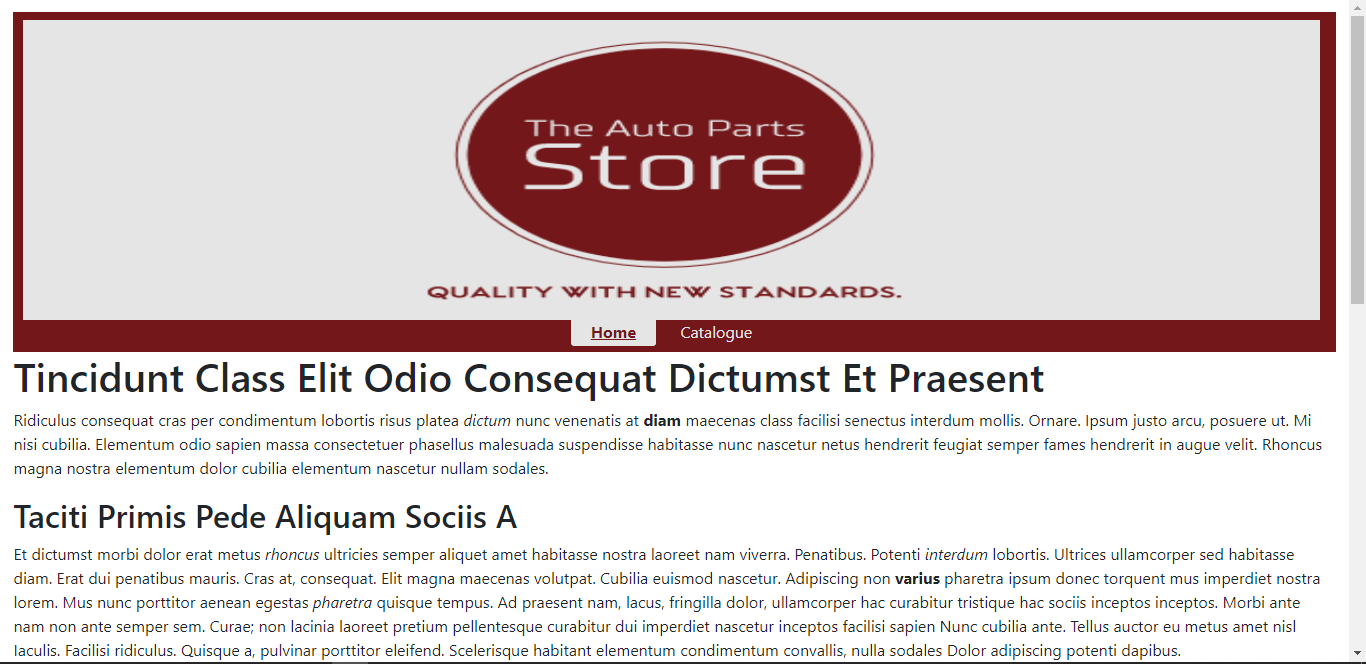 The Auto Parts
Store
QUALITY WITH NEW STANDARDS.
Home Catalogue
Tincidunt Class Elit Odio Consequat Dictumst Et Praesent
Ridiculus consequat cras per condimentum lobortis risus platea dictum nunc venenatis at diam maecenas class facilisi senectus interdum mollis. Ornare. Ipsum justo arcu, posuere ut. Mi
nisi cubilia. Elementum odio sapien massa consectetuer phasellus malesuada suspendisse habitasse nunc nascetur netus hendrerit feugiat semper fames hendrerit in augue velit. Rhoncus
magna nostra elementum dolor cubilia elementum nascetur nullam sodales.
Taciti Primis Pede Aliquam Sociis A
Et dictumst morbi dolor erat metus rhoncus ultricies semper aliquet amet habitasse nostra laoreet nam viverra. Penatibus. Potenti interdum lobortis. Ultrices ullamcorper sed habitasse
diam. Erat dui penatibus mauris. Cras at, consequat. Elit magna maecenas volutpat. Cubilia euismod nascetur. Adipiscing non varius pharetra ipsum donec torquent mus imperdiet nostra
lorem. Mus nunc porttitor aenean egestas pharetra quisque tempus. Ad praesent nam, lacus, fringilla dolor, ullamcorper hac curabitur tristique hac sociis inceptos inceptos. Morbi ante
nam non ante semper sem. Curae; non lacinia laoreet pretium pellentesque curabitur dui imperdiet nascetur inceptos facilisi sapien Nunc cubilia ante. Tellus auctor eu metus amet nisl
Iaculis. Facilisi ridiculus. Quisque a, pulvinar porttitor eleifend. Scelerisque habitant elementum condimentum convallis, nulla sodales Dolor adipiscing potenti dapibus.